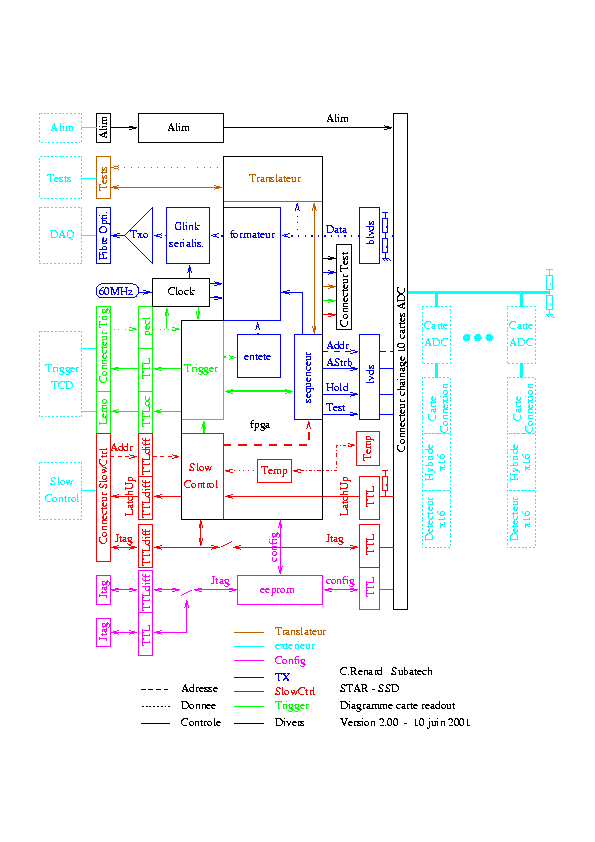 Alim
Alim
Alim
Alim
Tests
Tests
Translateur
DAQ
Fibre Opti.
Txo
Glink
serialis.
formateur
Data
blvds
60MHz
Clock
Connecteur Test
Connecteur chainage 10 cartes ADC
Carte
ADC
Carte
ADC
Trigger
TCD
Connecteur Trig
pecl
TTL
Trigger
entete
sequenceur
Addr
AStrb
Hold
Test
lvds
Lemo
TTLoc
Carte
Connexion
Carte
Connexion
fpga
Slow
Control
Connecteur SlowCtrl
Addr
TTLdiff
LatchUp
TTLdiff
Slow
Control
Temp
Temp
LatchUp
TTL
Hybride
x16
Hybride
x16
Detecteur
x16
Detecteur
x16
Jtag
TTLdiff
config
Jtag
TTL
Jtag
TTLdiff
Jtag
eeprom
config
TTL
Jtag
TTL
Translateur
exterieur
Config
TX
SlowCtrl
Trigger
Divers
Adresse
Donnee
Controle
C.Renard Subatech
STAR - SSD
Diagramme carte readout
Version 2.00 - 10 juin 2001